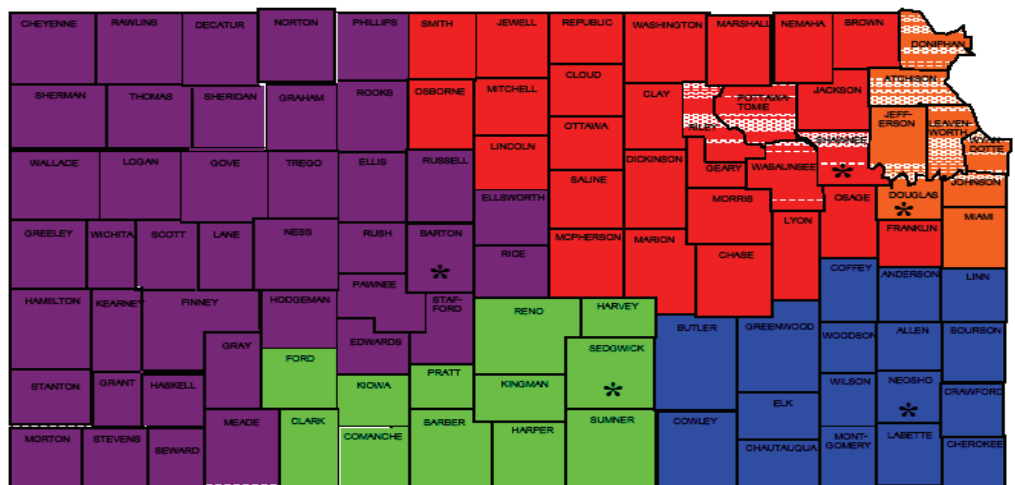 CHEYENNE
RAWLINS
DECATUR
NORTON
PHILLIPS
SMITH
JEWELL
REPUBLIC
WASHINGTON
MARSHALL
NEMAHA
BROWN
DONIPHAN
SHERMAN
THOMAS
SHERIDAN
GRAHAM
ROOKS
OSBORNE
MITCHELL
CLOUD
CLAY
RILEY
POTTAWA-
TOMIE
JACKSON
ATCHISON
JEFF-
ERSON
LEAVEN-
WORTH
WYAN
DOTTE
WALLACE
LOGAN
GOVE
TREGO
ELLIS
RUSSELL
LINCOLN
OTTAWA
SALINE
DICKINSON
GEARY
WABAUNSEE
SHAWNEE
*
DOUGLAS
*
JOHNSON
ELLSWORTH
MORRIS
LYON
OSAGE
FRANKLIN
MIAMI
GREELEY
WICHITA
SCOTT
LANE
NESS
RUSH
BARTON
*
RICE
MCPHERSON
MARION
CHASE
COFFEY
ANDERSON
LINN
HAMILTON
KEARNEY
FINNEY
HODGEMAN
PAWNEE
STAF-
FORD
RENO
HARVEY
BUTLER
GREENWOOD
WOODSON
ALLEN
BOURBON
GRAY
FORD
EDWARDS
SEDGWICK
*
STANTON
GRANT
HASKELL
KIOWA
PRATT
KINGMAN
ELK
WILSON
NEOSHO
*
CRAWFORD
MORTON
STEVENS
SEWARD
MEADE
CLARK
COMANCHE
BARBER
HARPER
SUMNER
COWLEY
CHAUTAUQUA
MONT-
GOMERY
LABETTE
CHEROKEE